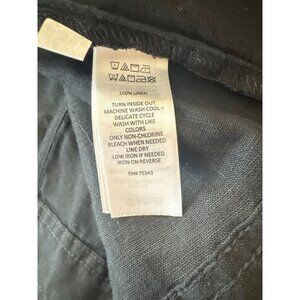 100% LINEN
TURN INSIDE OUT
MACHINE WASH COOL –
DELICATE CYCLE
WASH WITH LIKE
COLORS
ONLY NON-CHLORINE
BLEACH WHEN NEEDED
LINE DRY
LOW IRON IF NEEDED
IRON ON REVERSE
RN# 75343